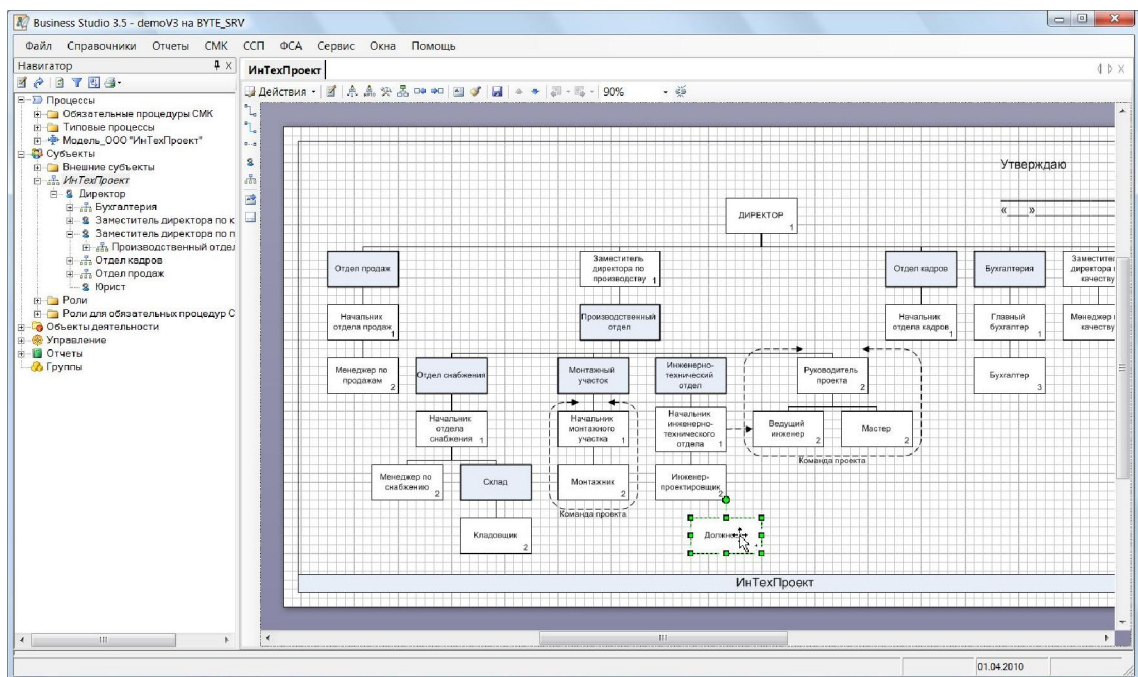 Business Studio 3.5 - demoV3 на BYTE_SRV
Файл Справочники Отчеты СМК ССП ФСА Сервис Окна Помощь
Навигатор
Процессы
Обязательные процедуры СМК
Типовые процессы
Модель_ООО "ИнТехПроект"
Субъекты
Внешние субъекты
ИнТехПроект
Директор
Бухгалтерия
Заместитель директора по к
Заместитель директора по п
Производственный отдел
Отдел кадров
Отдел продаж
Юрист
Роли
Роли для обязательных процедур С
Объекты деятельности
Управление
Отчеты
Группы
ИнТехПроект
Действия
90%
Утверждаю
« »
ДИРЕКТОР
1
Отдел продаж
Заместитель
директора по
производству 1
Отдел кадров
Бухгалтерия
Заместител
директора
качеству
Начальник
отдела продаж
1
Производственный
отдел
Начальник
отдела кадров
1
Главный
бухгалтер 1
Менеджер
качеству
Менеджер по
продажам 2
Отдел снабжения
Монтажный
участок
Инженерно-
технический
отдел
Руководитель
проекта 2
Бухгалтер
3
Начальник
отдела
снабжения 1
Начальник
монтажного
участка 1
Начальник
инженерно-
технического
отдела 1
Ведущий
инженер 2
Мастер
2
Команда проекта
Менеджер по
снабжению 2
Склад
Монтажник
2
Инженер-
проектировщик
2
Команда проекта
Кладовщик
2
ИнТехПроект
01.04.2010